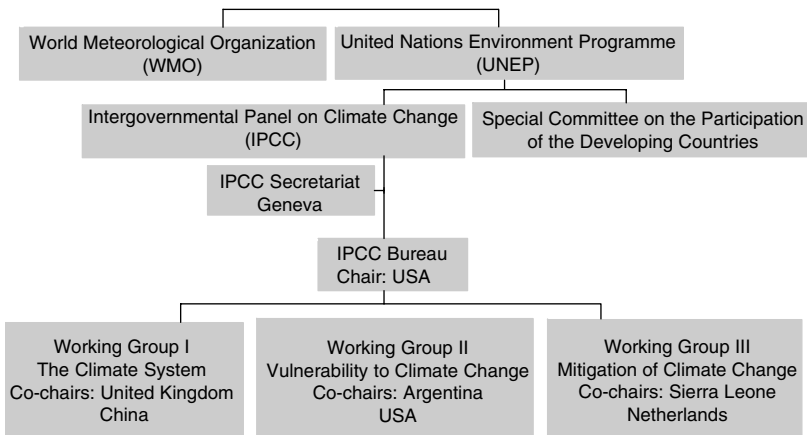 World Meteorological Organization
(WMO)
United Nations Environment Programme
(UNEP)
Intergovernmental Panel on Climate Change
(IPCC)
Special Committee on the Participation
of the Developing Countries
IPCC Secretariat
Geneva
IPCC Bureau
Chair: USA
Working Group I
The Climate System
Co-chairs: United Kingdom
China
Working Group II
Vulnerability to Climate Change
Co-chairs: Argentina
USA
Working Group III
Mitigation of Climate Change
Co-chairs: Sierra Leone
Netherlands